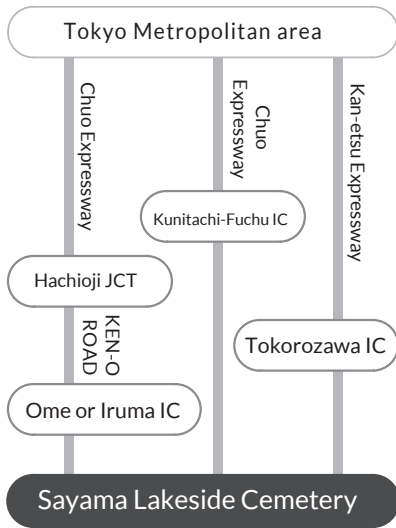 Tokyo Metropolitan area
Chuo Expressway
Chuo
Expressway
Kan-etsu Expressway
Kunitachi-Fuchu IC
Hachioji JCT
KEN-O
ROAD
Tokorozawa IC
Ome or Iruma IC
Sayama Lakeside Cemetery